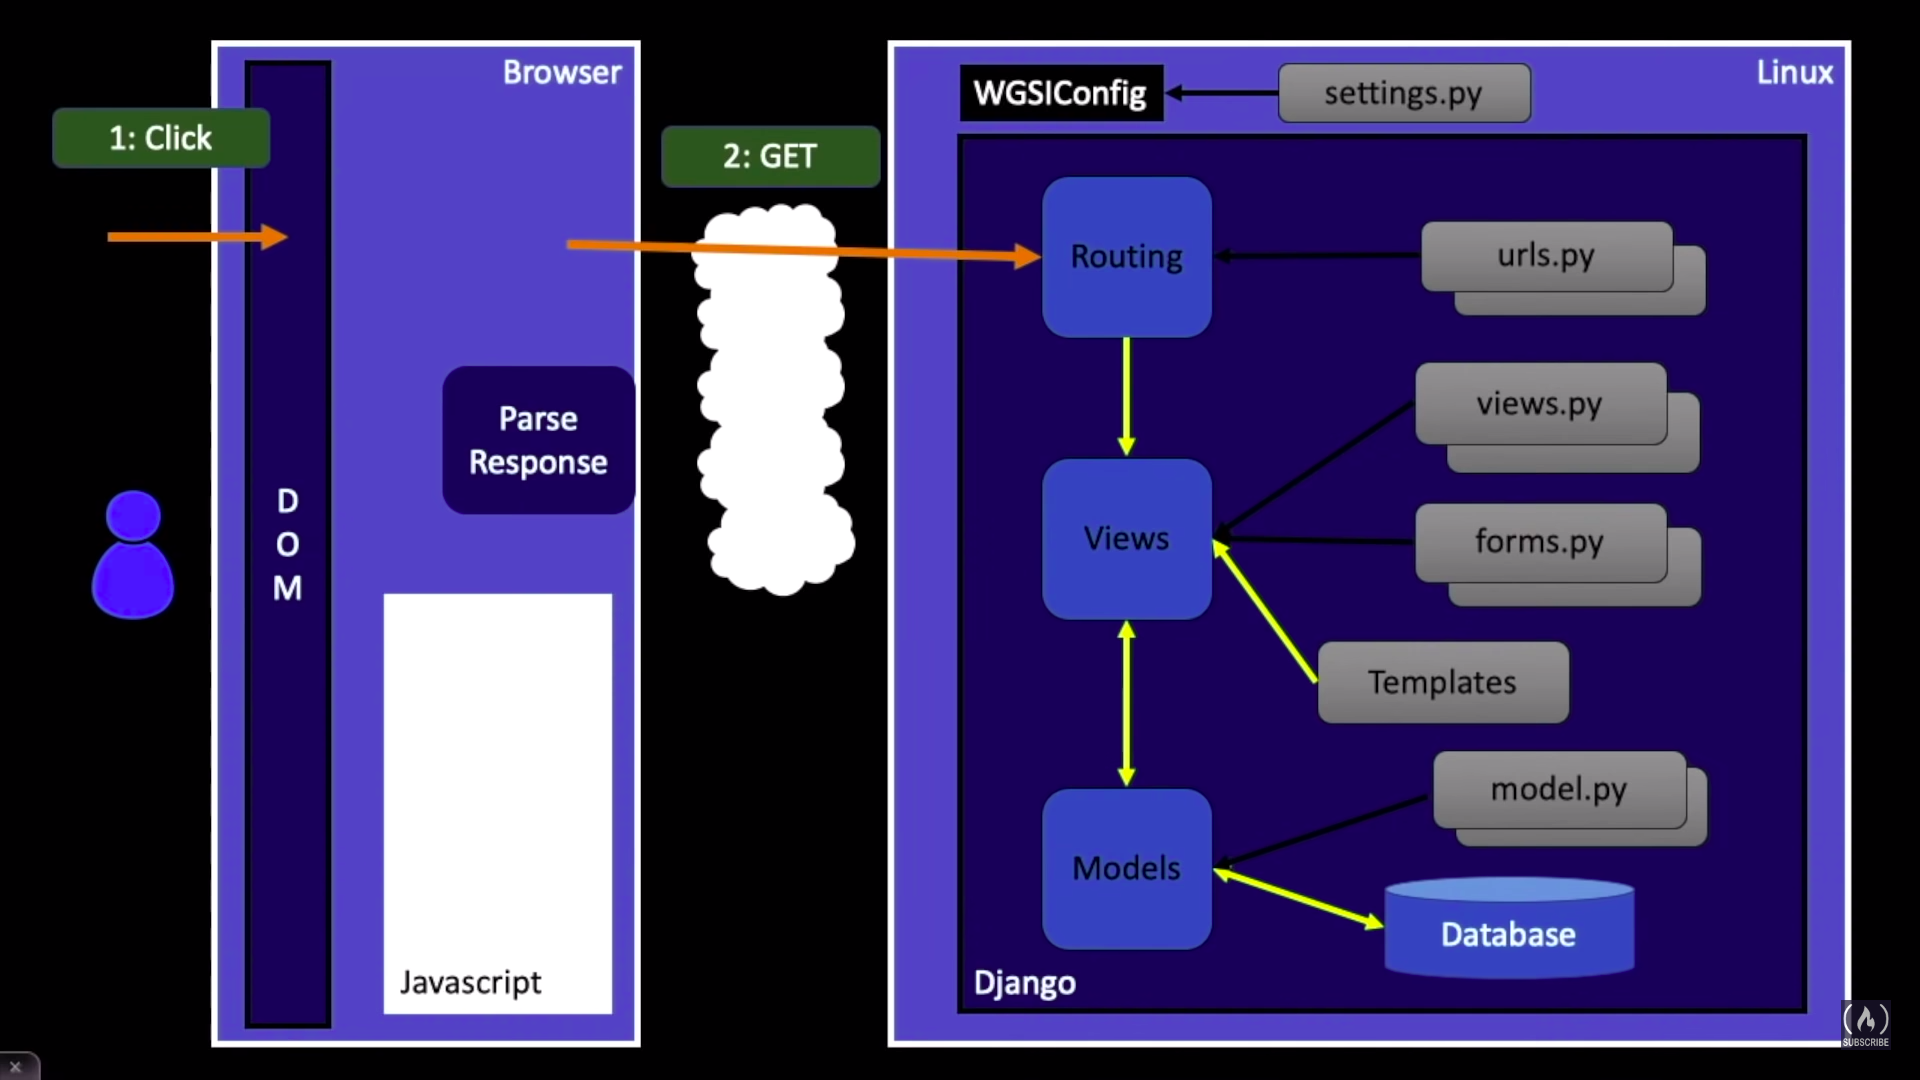 Browser
Linux
WGSIConfig
settings.py
1: Click
2: GET
Routing
urls.py
views.py
Parse
Response
D
O
M
Views
forms.py
Templates
model.py
Models
Database
Javascript
Django
SUBSCRIBE